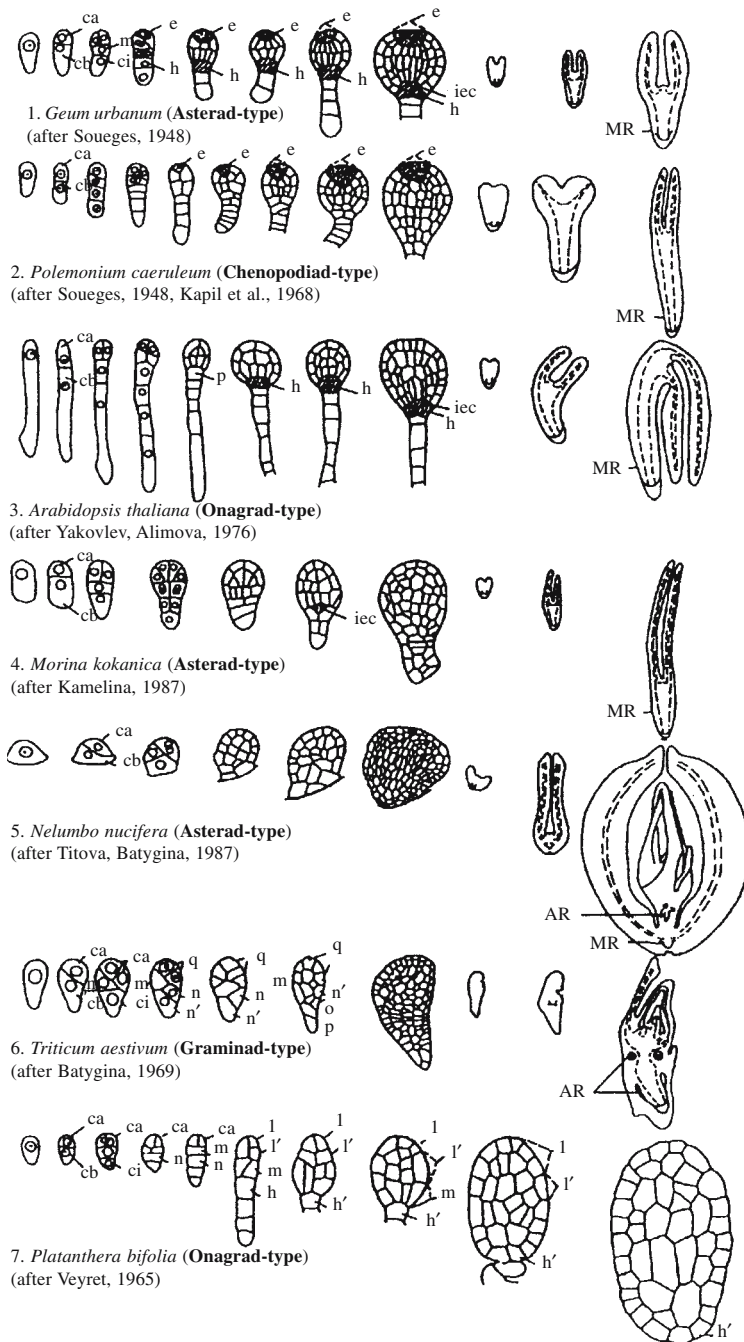 ca e e e e e
m
cb ci h h h h iec
h
MR
1. Geum urbanum (Asterad-type)
(after Soueges, 1948)
ca e e e e e
cb
2. Polemonium caeruleum (Chenopodiad-type)
(after Soueges, 1948, Kapil et al., 1968)
MR
ca
cb p h h iec
h
MR
3. Arabidopsis thaliana (Onagrad-type)
(after Yakovlev, Alimova, 1976)
ca
cb iec
4. Morina kokanica (Asterad-type)
(after Kamelina, 1987)
MR
ca
cb
5. Nelumbo nucifera (Asterad-type)
(after Titova, Batygina, 1987)
AR
MR
ca ca q q q
m n n m n'
cb ci n' n' o
p
6. Triticum aestivum (Graminad-type)
(after Batygina, 1969)
AR
ca ca ca ca l l l l
l' l' l' l'
m m m
cb ci n n h h' h' h'
7. Platanthera bifolia (Onagrad-type)
(after Veyret, 1965)
h'